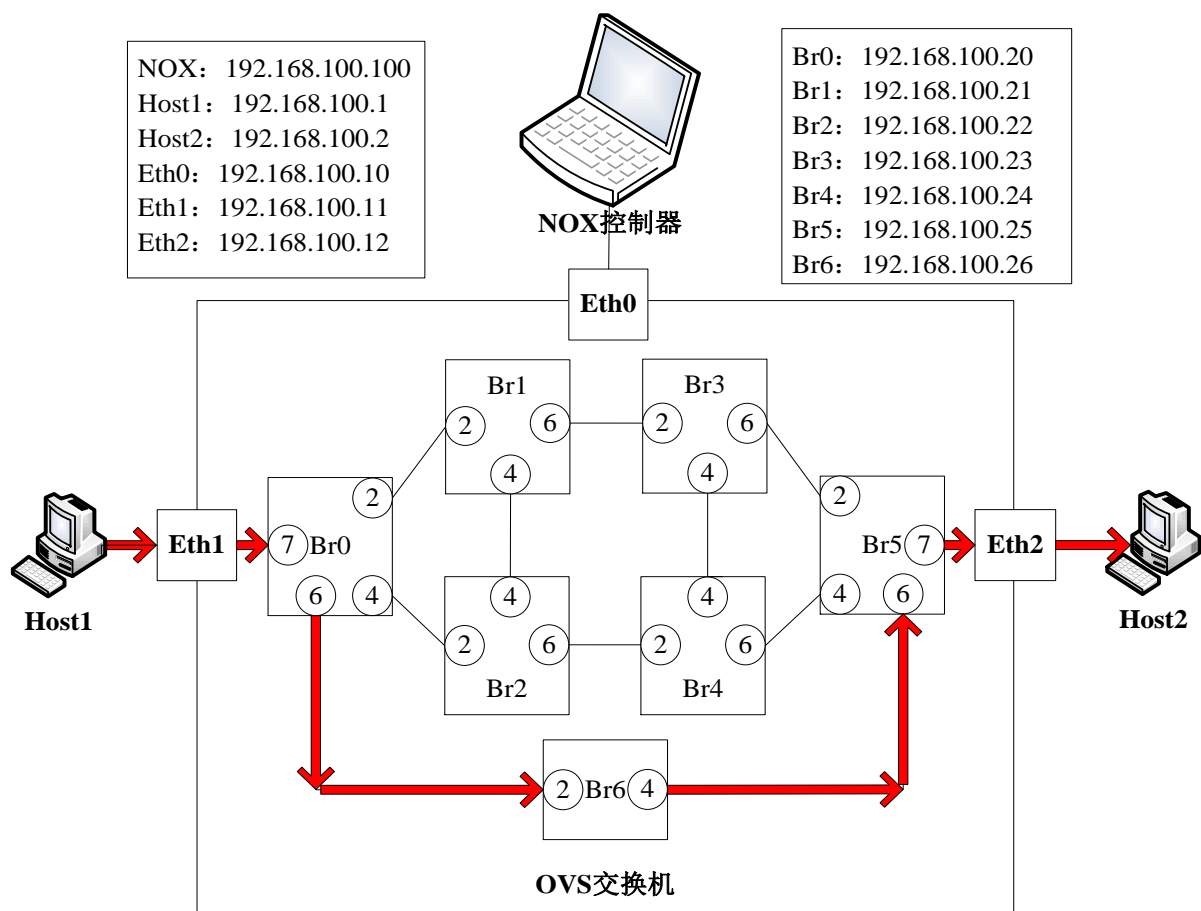 NOX：192.168.100.100
Host1：192.168.100.1
Host2：192.168.100.2
Eth0：192.168.100.10
Eth1：192.168.100.11
Eth2：192.168.100.12
Br0：192.168.100.20
Br1：192.168.100.21
Br2：192.168.100.22
Br3：192.168.100.23
Br4：192.168.100.24
Br5：192.168.100.25
Br6：192.168.100.26
NOX控制器
Eth0
Br1
2
6
4
Br3
2
6
4
Host1
Eth1
7
Br0
2
6
4
4
2
6
Br2
4
2
6
Br4
2
Br5
7
4
6
Eth2
Host2
2
Br6
4
OVS交换机